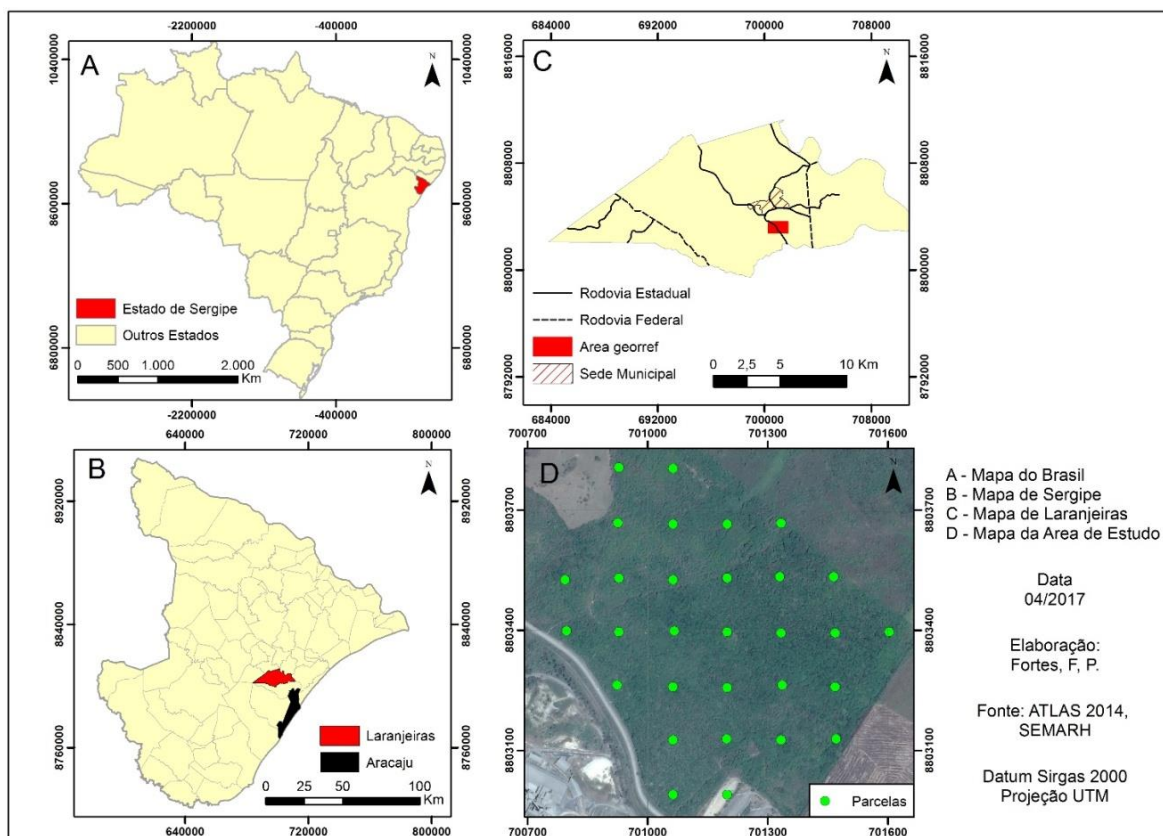 -2200000
-400000
A
N
10400000
8600000
6800000
10400000
8600000
6800000
Estado de Sergipe
Outros Estados
0 500 1.000 2.000
Km
-2200000
-400000
684000
692000
700000
708000
C
N
8816000
8808000
8800000
8792000
8816000
8808000
8800000
8792000
Rodovia Estadual
Rodovia Federal
Area georref
Sede Municipal
0 2,5 5 10 Km
684000
692000
700000
708000
640000
720000
800000
B
N
8920000
8840000
8760000
8920000
8840000
8760000
Laranjeiras
Aracaju
0 25 50 100
Km
640000
720000
800000
700700
701000
701300
701600
D
N
8803700
8803400
8803100
8803700
8803400
8803100
Parcelas
700700
701000
701300
701600
A - Mapa do Brasil
B - Mapa de Sergipe
C - Mapa de Laranjeiras
D - Mapa da Area de Estudo
Data
04/2017
Elaboração:
Fortes, F, P.
Fonte: ATLAS 2014,
SEMARH
Datum Sirgas 2000
Projeção UTM